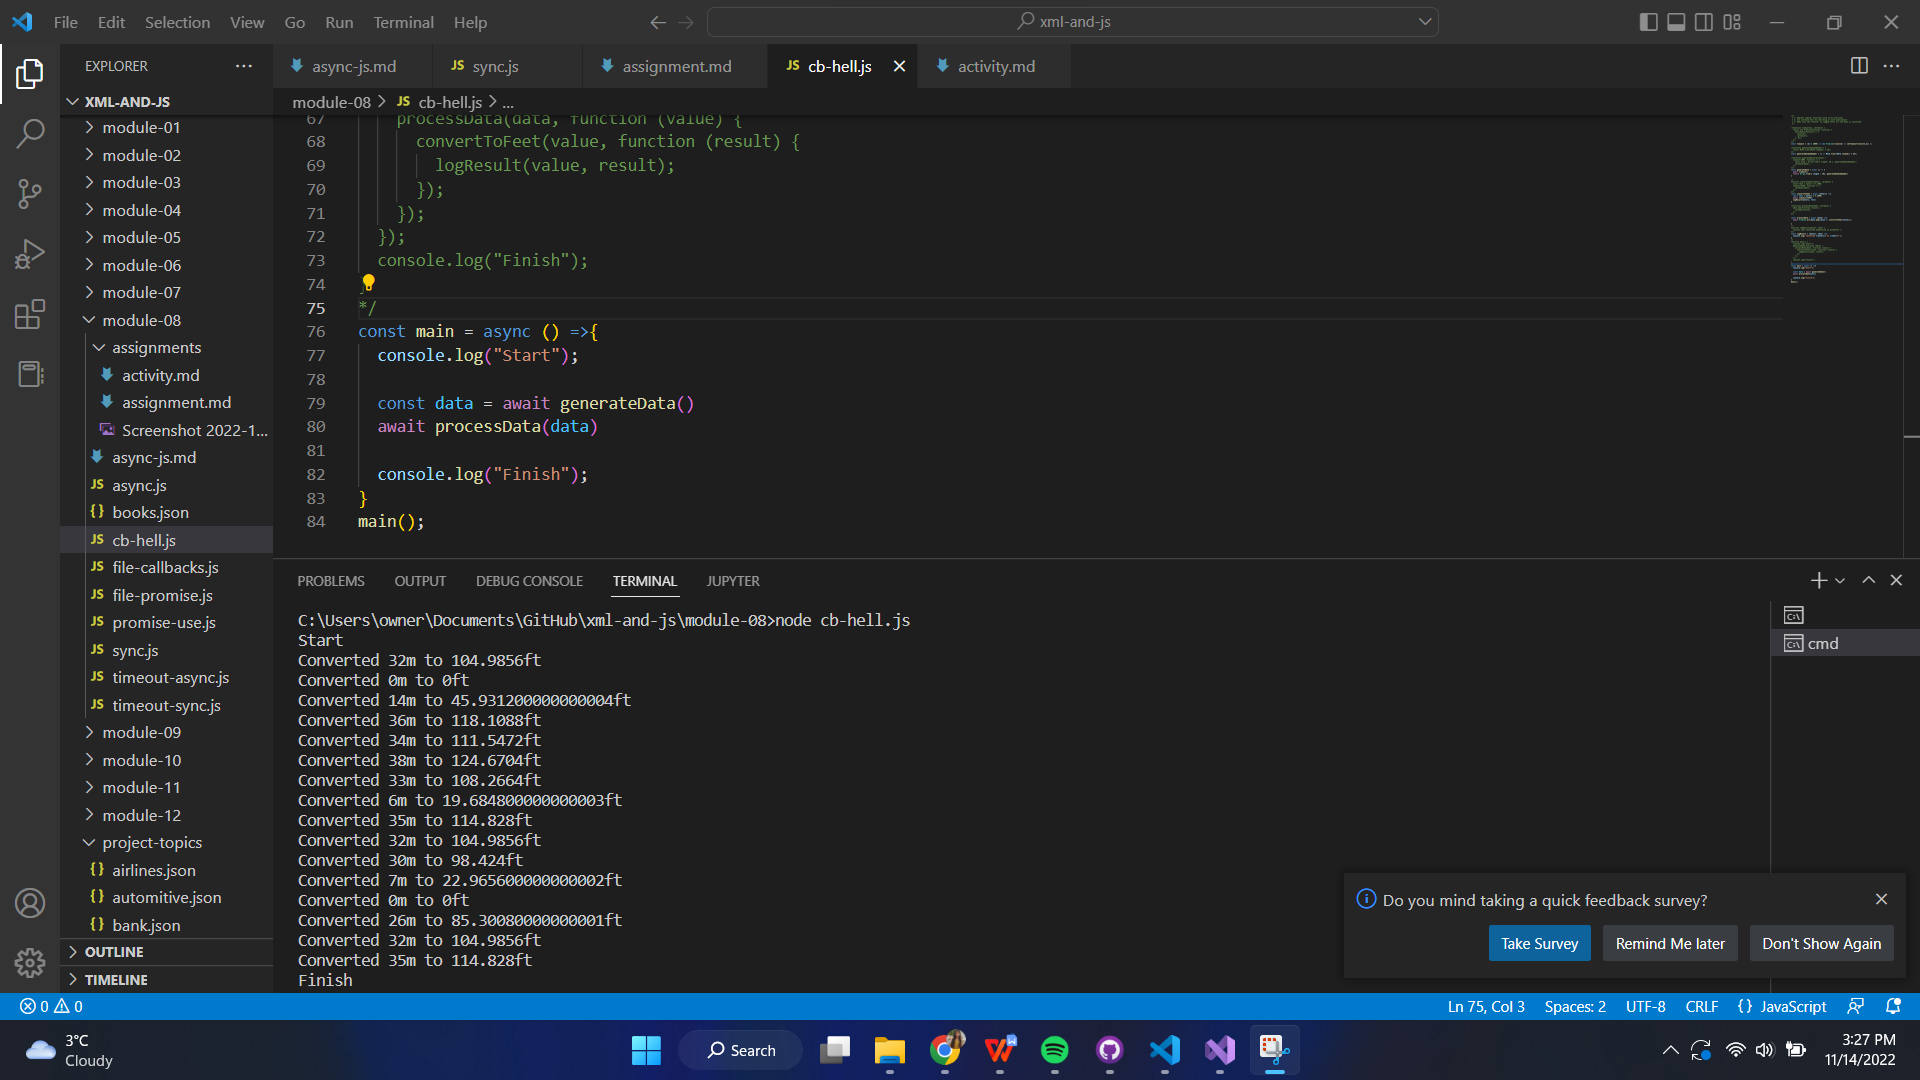 File Edit Selection View Go Run Terminal Help
xml-and-js
EXPLORER
XML-AND-JS
module-01
module-02
module-03
module-04
module-05
module-06
module-07
module-08
assignments
activity.md
assignment.md
Screenshot 2022-1...
async-js.md
async.js
books.json
cb-hell.js
file-callbacks.js
file-promise.js
promise-use.js
sync.js
timeout-async.js
timeout-sync.js
module-09
module-10
module-11
module-12
project-topics
airlines.json
automitive.json
bank.json
OUTLINE
TIMELINE
async-js.md sync.js assignment.md cb-hell.js activity.md
module-08 > cb-hell.js > ...
67 processData(data, function (value) {
68 convertToFeet(value, function (result) {
69 logResult(value, result);
70 });
71 });
72 });
73 console.log("Finish");
74
75 */
76 const main = async () =>{
77 console.log("Start");
78
79 const data = await generateData()
80 await processData(data)
81
82 console.log("Finish");
83 }
84 main();
PROBLEMS OUTPUT DEBUG CONSOLE TERMINAL JUPYTER
C:\Users\owner\Documents\GitHub\xml-and-js\module-08>node cb-hell.js
Start
Converted 32m to 104.9856ft
Converted 0m to 0ft
Converted 14m to 45.931200000000004ft
Converted 36m to 118.1088ft
Converted 34m to 111.5472ft
Converted 38m to 124.6704ft
Converted 33m to 108.2664ft
Converted 6m to 19.684800000000003ft
Converted 35m to 114.828ft
Converted 32m to 104.9856ft
Converted 30m to 98.424ft
Converted 7m to 22.965600000000002ft
Converted 0m to 0ft
Converted 26m to 85.30080000000001ft
Converted 32m to 104.9856ft
Converted 35m to 114.828ft
Finish
cmd
Do you mind taking a quick feedback survey?
Take Survey Remind Me later Don't Show Again
0 0
Ln 75, Col 3 Spaces: 2 UTF-8 CRLF {} JavaScript
3°C
Cloudy
Search
3:27 PM
11/14/2022